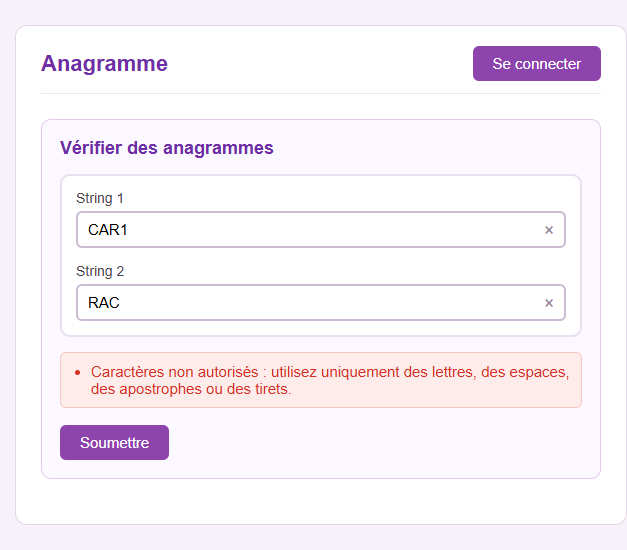 Anagramme
Se connecter
Vérifier des anagrammes
String 1
CAR1
×
String 2
RAC
×
• Caractères non autorisés : utilisez uniquement des lettres, des espaces,
des apostrophes ou des tirets.
Soumettre